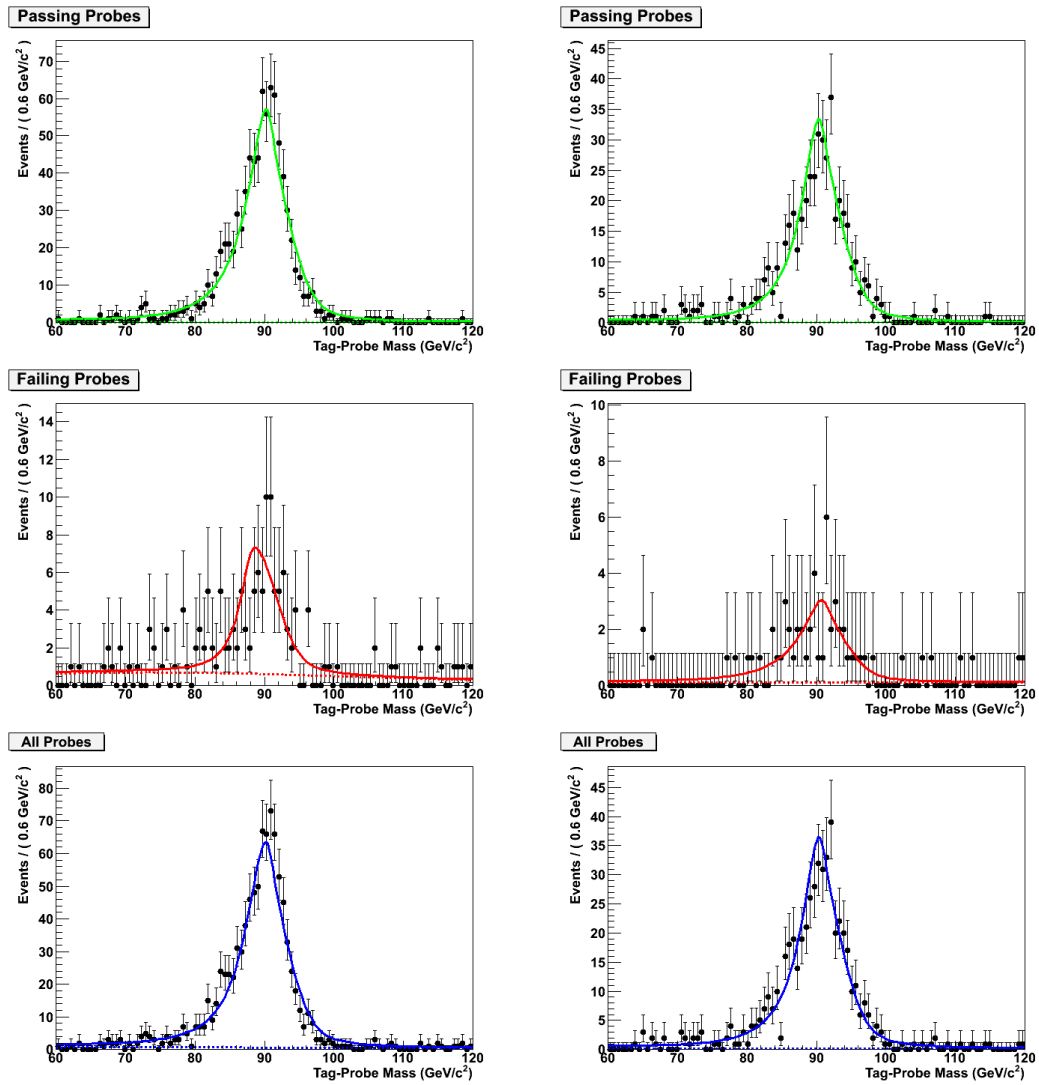 Passing Probes
Events / ( 0.6 GeV/c² )
70
60
50
40
30
20
10
0
60 70 80 90 100 110 120
Tag-Probe Mass (GeV/c²)
Passing Probes
Events / ( 0.6 GeV/c² )
45
40
35
30
25
20
15
10
5
0
60 70 80 90 100 110 120
Tag-Probe Mass (GeV/c²)
Failing Probes
Events / ( 0.6 GeV/c² )
14
12
10
8
6
4
2
0
60 70 80 90 100 110 120
Tag-Probe Mass (GeV/c²)
Failing Probes
Events / ( 0.6 GeV/c² )
10
8
6
4
2
0
60 70 80 90 100 110 120
Tag-Probe Mass (GeV/c²)
All Probes
Events / ( 0.6 GeV/c² )
80
70
60
50
40
30
20
10
0
60 70 80 90 100 110 120
Tag-Probe Mass (GeV/c²)
All Probes
Events / ( 0.6 GeV/c² )
45
40
35
30
25
20
15
10
5
0
60 70 80 90 100 110 120
Tag-Probe Mass (GeV/c²)